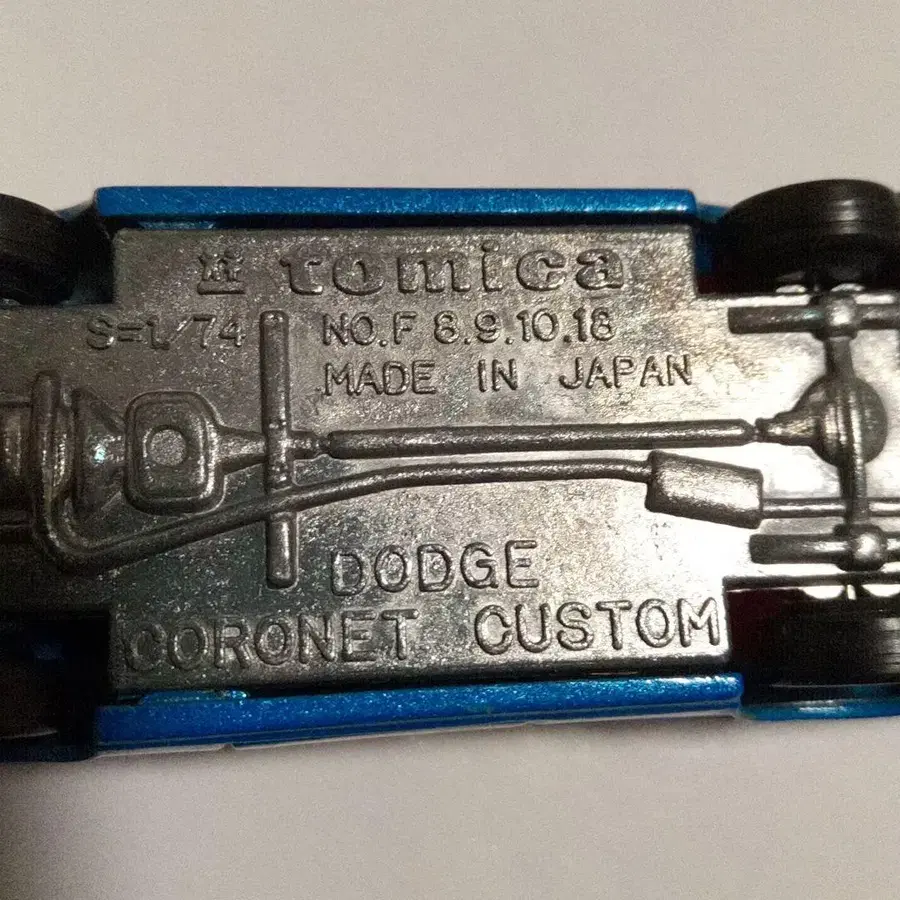 tomica
S=1/74 NO.F 8.9.10.18
MADE IN JAPAN
DODGE
CORONET CUSTOM